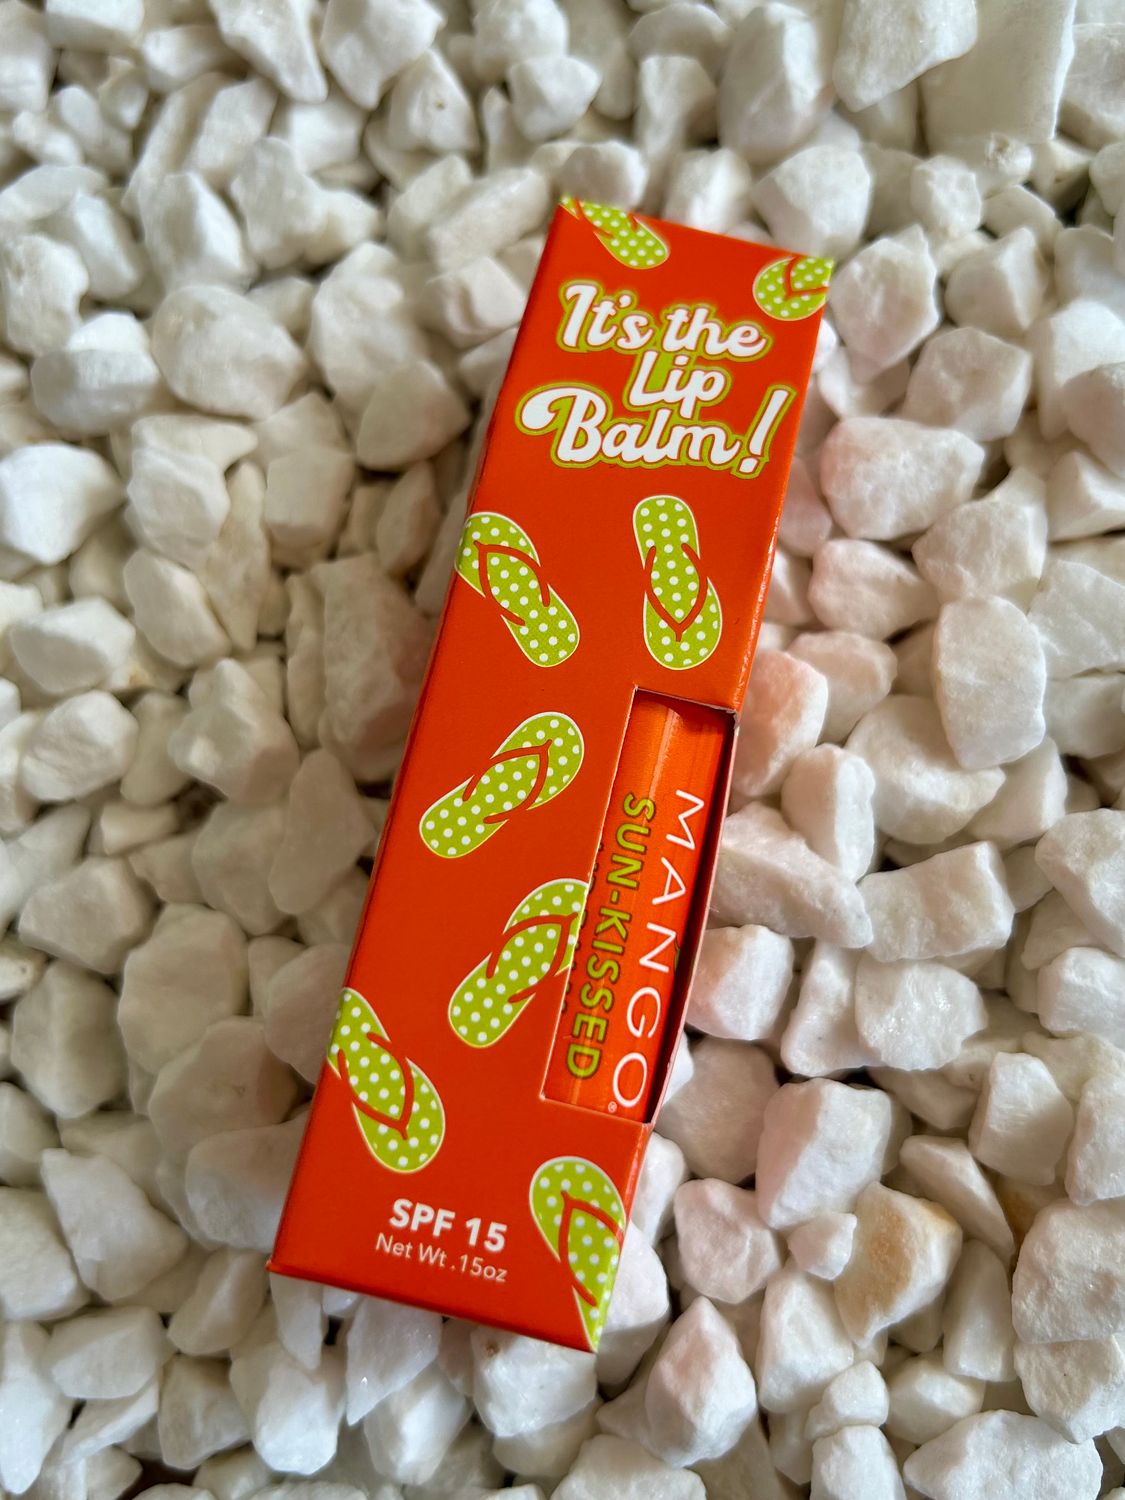 It's the
Lip
Balm!
MANGO®
SUN-KISSED
SPF 15
Net Wt .15oz